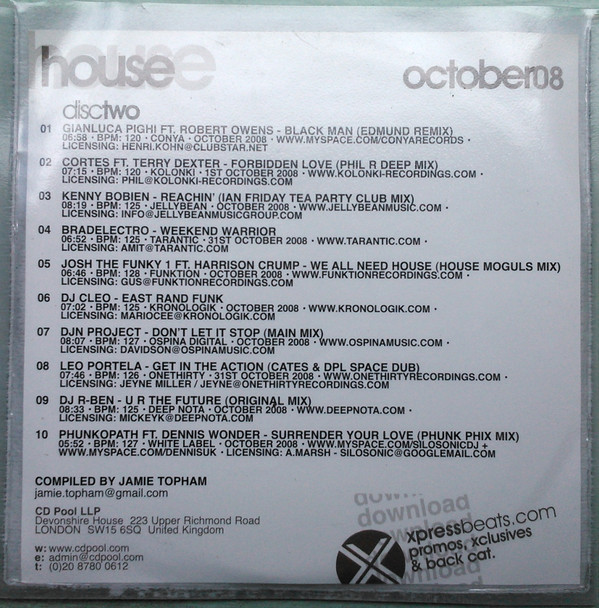 house
october08
disctwo
01 GIANLUCA PIGHI FT. ROBERT OWENS - BLACK MAN (EDMUND REMIX)
06:58 · BPM: 120 · CONYA · OCTOBER 2008 · WWW.MYSPACE.COM/CONYARECORDS ·
LICENSING: HENRI.KOHN@CLUBSTAR.NET
02 CORTES FT. TERRY DEXTER - FORBIDDEN LOVE (PHIL R DEEP MIX)
07:15 · BPM: 120 · KOLONKI · 1ST OCTOBER 2008 · WWW.KOLONKI-RECORDINGS.COM ·
LICENSING: PHIL@KOLONKI-RECORDINGS.COM
03 KENNY BOBIEN - REACHIN' (IAN FRIDAY TEA PARTY CLUB MIX)
08:19 · BPM: 125 · JELLYBEAN · OCTOBER 2008 · WWW.JELLYBEANMUSIC.COM ·
LICENSING: INFO@JELLYBEANMUSICGROUP.COM
04 BRADELECTRO - WEEKEND WARRIOR
06:52 · BPM: 125 · TARANTIC · 31ST OCTOBER 2008 · WWW.TARANTIC.COM ·
LICENSING: AMIT@TARANTIC.COM
05 JOSH THE FUNKY 1 FT. HARRISON CRUMP - WE ALL NEED HOUSE (HOUSE MOGULS MIX)
06:46 · BPM: 128 · FUNKTION · OCTOBER 2008 · WWW.FUNKTIONRECORDINGS.COM ·
LICENSING: GUS@FUNKTIONRECORDINGS.COM
06 DJ CLEO - EAST RAND FUNK
07:02 · BPM: 125 · KRONOLOGIK · OCTOBER 2008 · WWW.KRONOLOGIK.COM ·
LICENSING: MARIOCEE@KRONOLOGIK.COM
07 DJN PROJECT - DON'T LET IT STOP (MAIN MIX)
08:07 · BPM: 127 · OSPINA DIGITAL · OCTOBER 2008 · WWW.OSPINAMUSIC.COM ·
LICENSING: DAVIDSON@OSPINAMUSIC.COM
08 LEO PORTELA - GET IN THE ACTION (CATES & DPL SPACE DUB)
07:46 · BPM: 126 · ONETHIRTY · 31ST OCTOBER 2008 · WWW.ONETHIRTYRECORDINGS.COM ·
LICENSING: JEYNE MILLER / JEYNE@ONETHIRTYRECORDINGS.COM
09 DJ R-BEN - U R THE FUTURE (ORIGINAL MIX)
08:33 · BPM: 125 · DEEP NOTA · OCTOBER 2008 · WWW.DEEPNOTA.COM ·
LICENSING: MICKEYK@DEEPNOTA.COM
10 PHUNKOPATH FT. DENNIS WONDER - SURRENDER YOUR LOVE (PHUNK PHIX MIX)
05:52 · BPM: 127 · WHITE LABEL · OCTOBER 2008 · WWW.MYSPACE.COM/SILOSONICDJ +
WWW.MYSPACE.COM/DENNISUK · LICENSING: A.MARSH - SILOSONIC@GOOGLEMAIL.COM
COMPILED BY JAMIE TOPHAM
jamie.topham@gmail.com
CD Pool LLP
Devonshire House 223 Upper Richmond Road
LONDON SW15 6SQ United Kingdom
w: www.cdpool.com
e: admin@cdpool.com
t: (0)20 8780 0612
download
xpressbeats.com
promos, xclusives
& back cat.